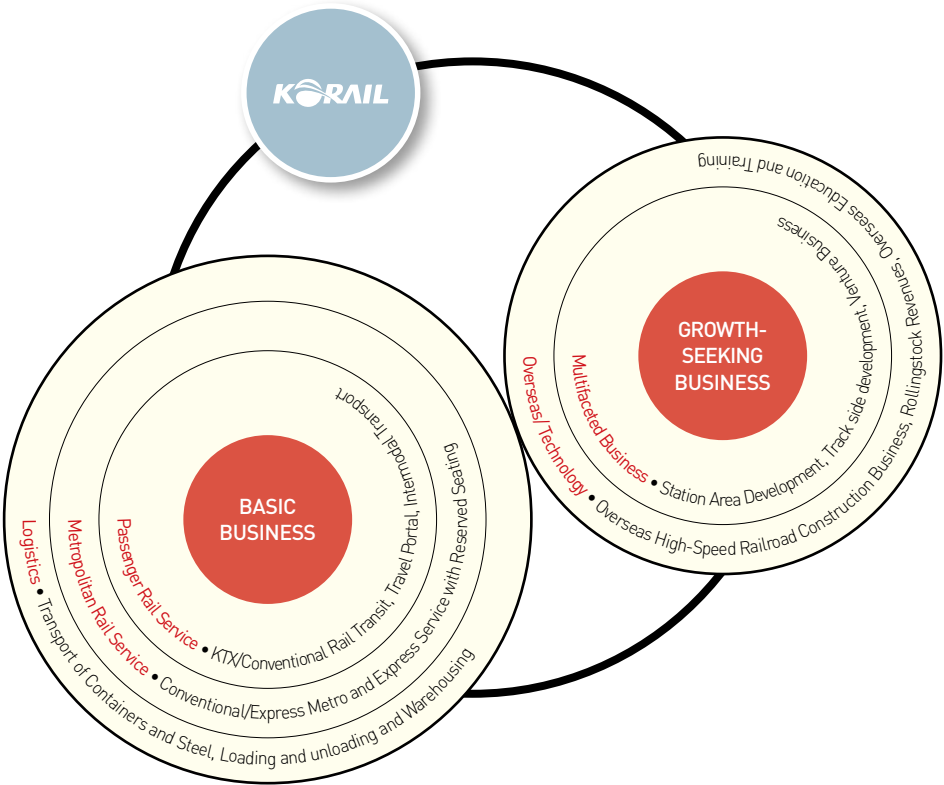 KORAIL
BASIC
BUSINESS
Passenger Rail Service • KTX/Conventional Rail Transit, Travel Portal, Intermodal Transport
Metropolitan Rail Service • Conventional/Express Metro and Express Service with Reserved Seating
Logistics • Transport of Containers and Steel, Loading and unloading and Warehousing
GROWTH-
SEEKING
BUSINESS
Multifaceted Business • Station Area Development, Track side development, Venture Business
Overseas/Technology • Overseas High-Speed Railroad Construction Business, Rollingstock Revenues, Overseas Education and Training